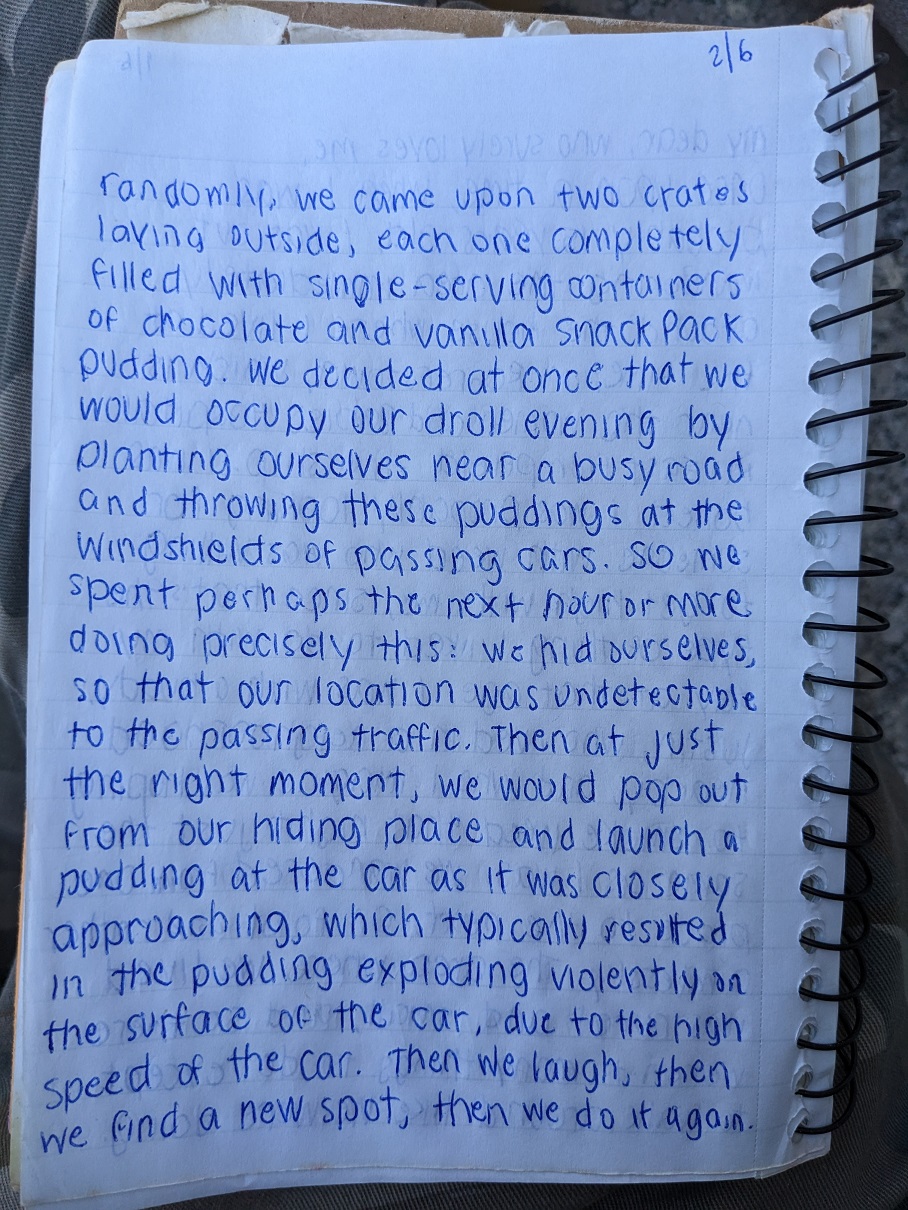 2/6
randomly, we came upon two crates
laying outside, each one completely
filled with single-serving containers
of chocolate and vanilla Snack Pack
pudding. We decided at once that we
would occupy our droll evening by
planting ourselves near a busy road
and throwing these puddings at the
windshields of passing cars. So we
spent perhaps the next hour or more
doing precisely this: we hid ourselves,
so that our location was undetectable
to the passing traffic. Then at just
the right moment, we would pop out
from our hiding place and launch a
pudding at the car as it was closely
approaching, which typically resulted
in the pudding exploding violently on
the surface of the car, due to the high
speed of the car. Then we laugh, then
we find a new spot, then we do it again.